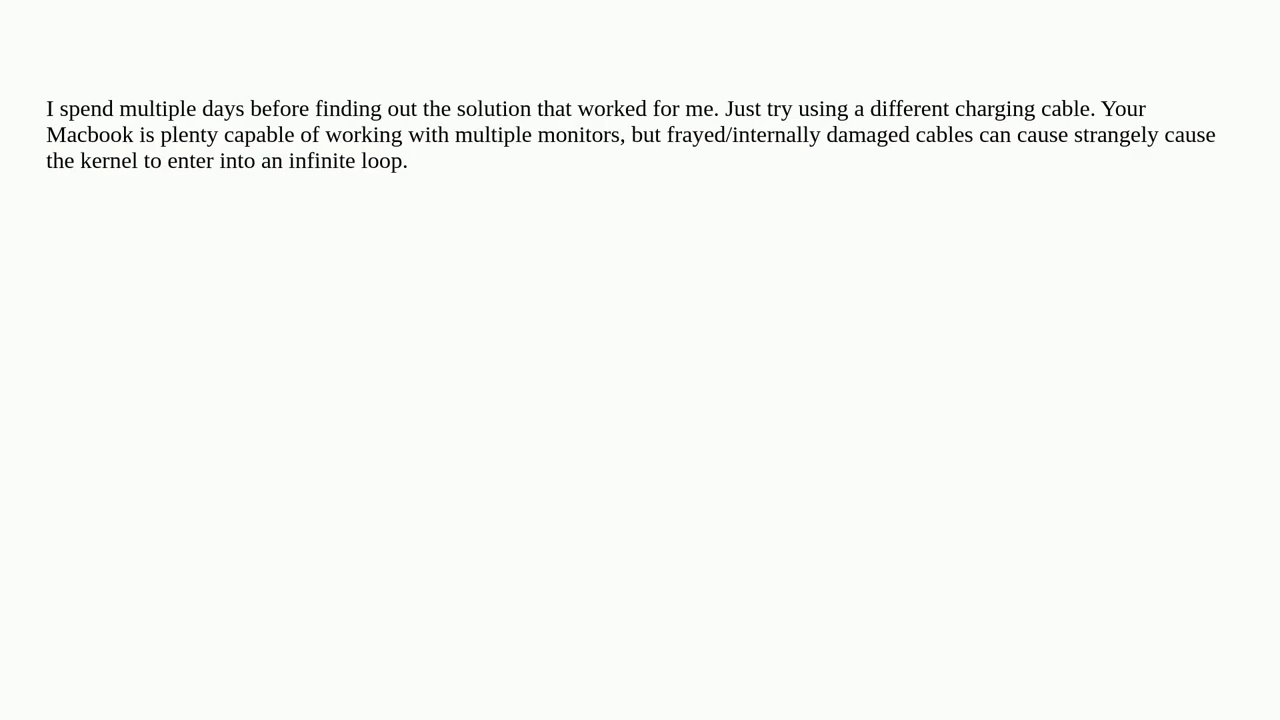 I spend multiple days before finding out the solution that worked for me. Just try using a different charging cable. Your
Macbook is plenty capable of working with multiple monitors, but frayed/internally damaged cables can cause strangely cause
the kernel to enter into an infinite loop.